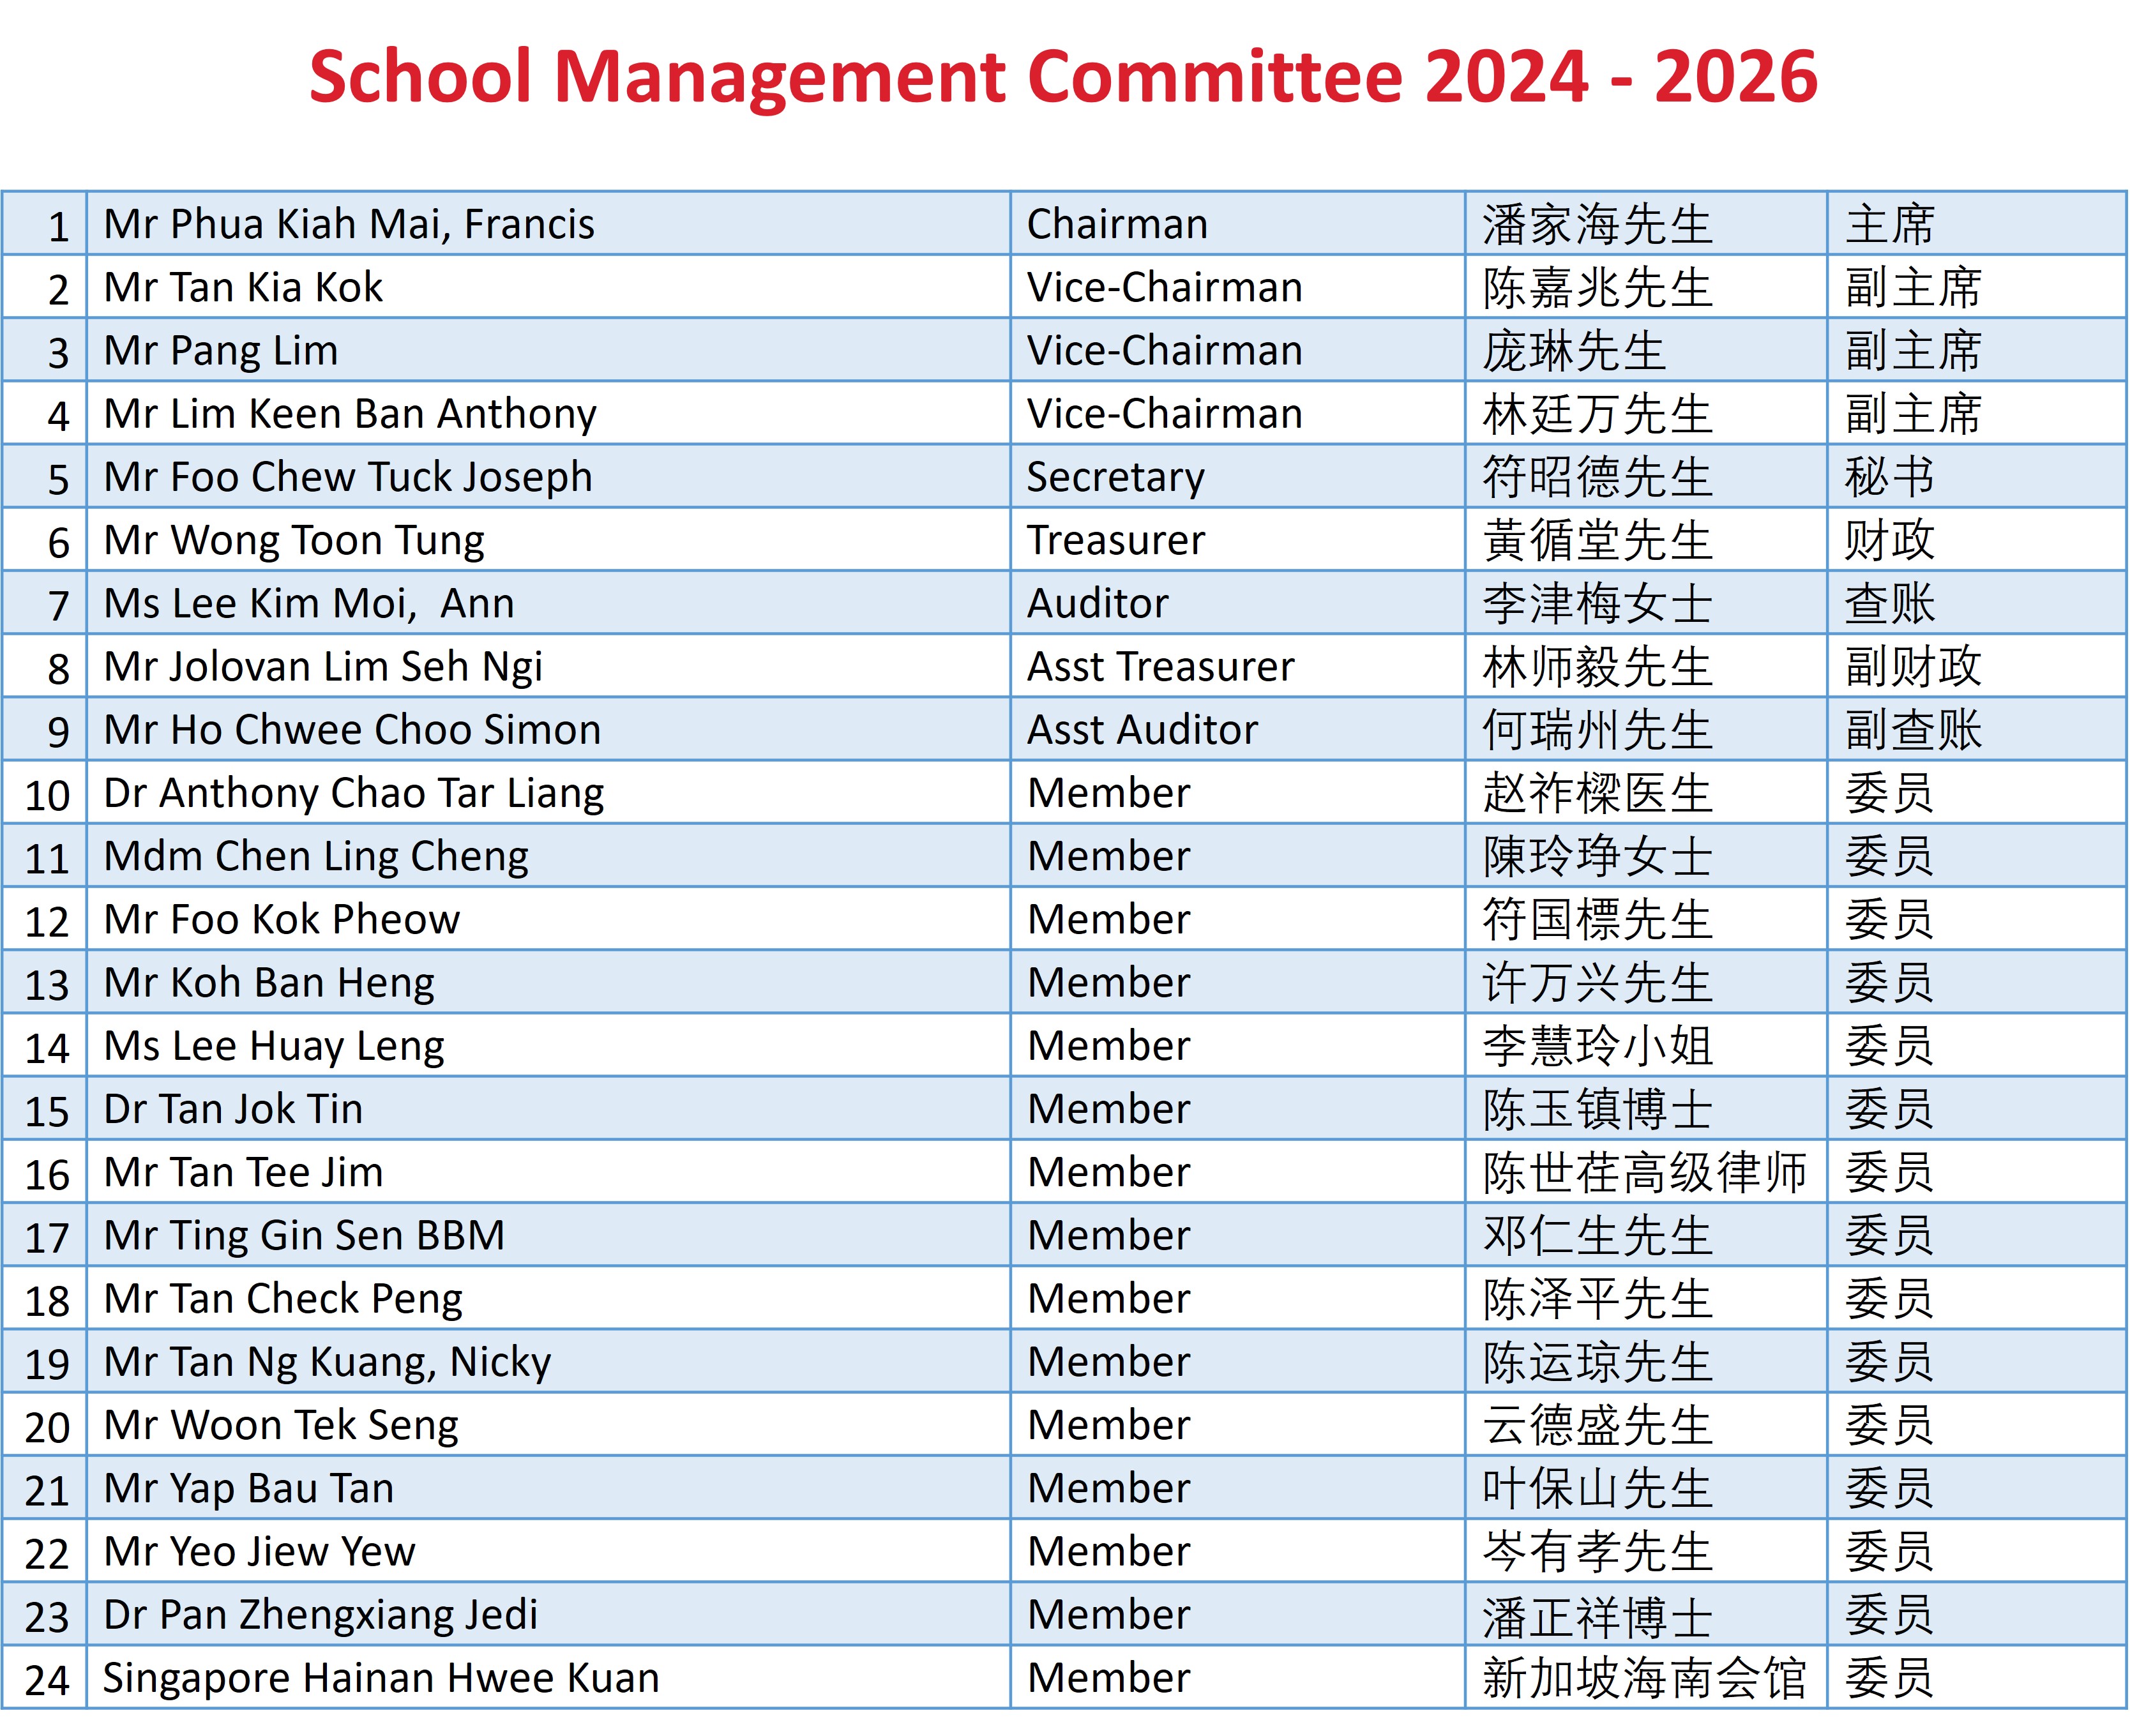 School Management Committee 2024 - 2026
1 Mr Phua Kiah Mai, Francis Chairman 潘家海先生 主席
2 Mr Tan Kia Kok Vice-Chairman 陈嘉兆先生 副主席
3 Mr Pang Lim Vice-Chairman 庞琳先生 副主席
4 Mr Lim Keen Ban Anthony Vice-Chairman 林廷万先生 副主席
5 Mr Foo Chew Tuck Joseph Secretary 符昭德先生 秘书
6 Mr Wong Toon Tung Treasurer 黃循堂先生 财政
7 Ms Lee Kim Moi, Ann Auditor 李津梅女士 查账
8 Mr Jolovan Lim Seh Ngi Asst Treasurer 林师毅先生 副财政
9 Mr Ho Chwee Choo Simon Asst Auditor 何瑞州先生 副查账
10 Dr Anthony Chao Tar Liang Member 赵祚樑医生 委员
11 Mdm Chen Ling Cheng Member 陳玲琤女士 委员
12 Mr Foo Kok Pheow Member 符国標先生 委员
13 Mr Koh Ban Heng Member 许万兴先生 委员
14 Ms Lee Huay Leng Member 李慧玲小姐 委员
15 Dr Tan Jok Tin Member 陈玉镇博士 委员
16 Mr Tan Tee Jim Member 陈世荏高级律师 委员
17 Mr Ting Gin Sen BBM Member 邓仁生先生 委员
18 Mr Tan Check Peng Member 陈泽平先生 委员
19 Mr Tan Ng Kuang, Nicky Member 陈运琼先生 委员
20 Mr Woon Tek Seng Member 云德盛先生 委员
21 Mr Yap Bau Tan Member 叶保山先生 委员
22 Mr Yeo Jiew Yew Member 岑有孝先生 委员
23 Dr Pan Zhengxiang Jedi Member 潘正祥博士 委员
24 Singapore Hainan Hwee Kuan Member 新加坡海南会馆 委员